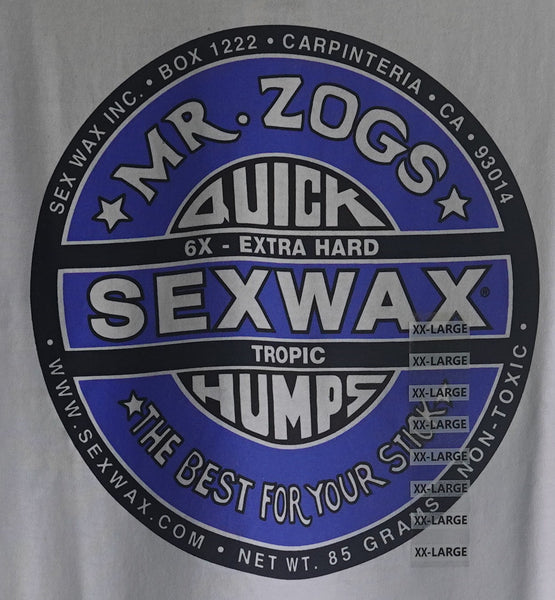 SEX WAX INC. • BOX 1222 • CARPINTERIA • CA • 93014
MR. ZOGS
QUICK
6X - EXTRA HARD
SEXWAX®
TROPIC
HUMPS
THE BEST FOR YOUR STICK
• WWW.SEXWAX.COM • NET WT. 85 GRAMS NON-TOXIC •
XX-LARGE
XX-LARGE
XX-LARGE
XX-LARGE
XX-LARGE
XX-LARGE
XX-LARGE
XX-LARGE